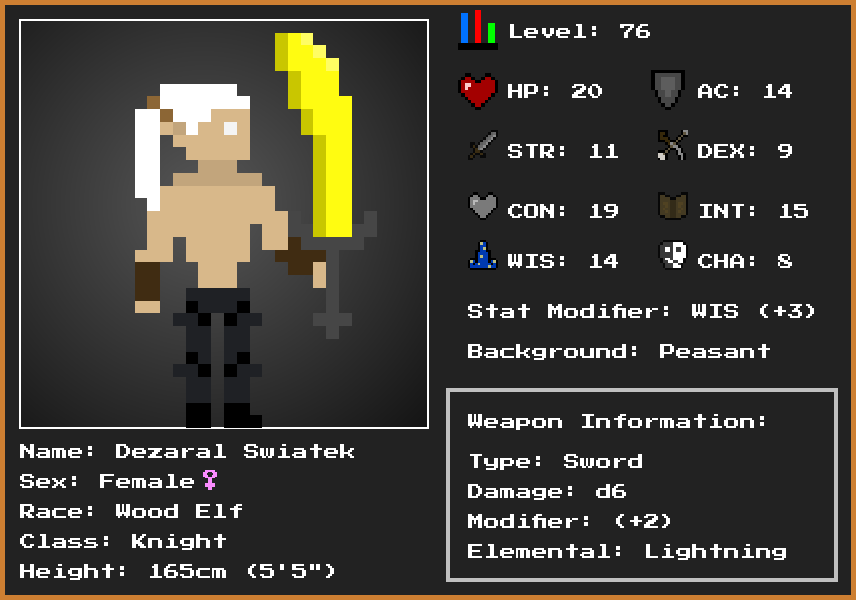 Level: 76
HP: 20 AC: 14
STR: 11 DEX: 9
CON: 19 INT: 15
WIS: 14 CHA: 8
Stat Modifier: WIS (+3)
Background: Peasant
Weapon Information:
Type: Sword
Damage: d6
Modifier: (+2)
Elemental: Lightning
Name: Dezaral Swiatek
Sex: Female♀
Race: Wood Elf
Class: Knight
Height: 165cm (5'5")